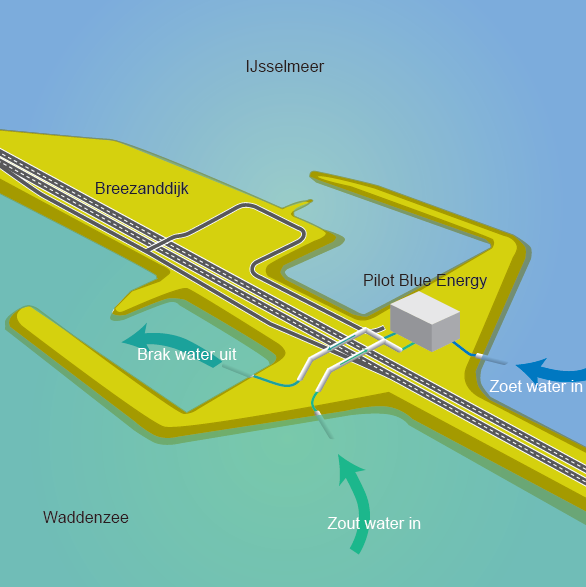 IJsselmeer
Breezanddijk
Pilot Blue Energy
Brak water uit
Zoet water in
Waddenzee
Zout water in